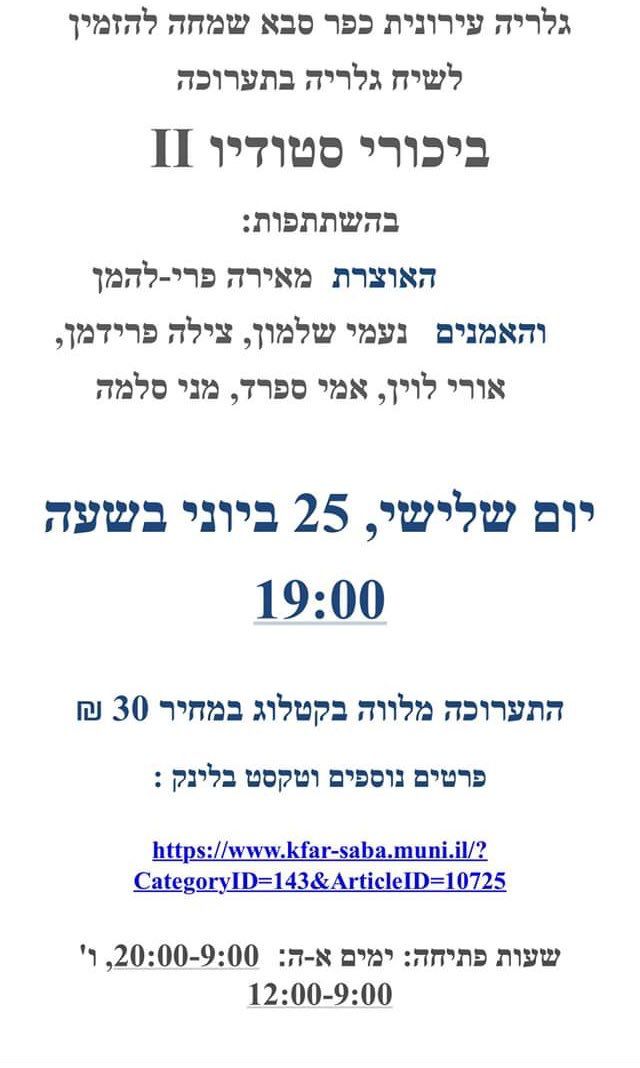 גלריה עירונית כפר סבא שמחה להזמין
לשיח גלריה בתערוכה
ביכורי סטודיו II
בהשתתפות:
האוצרת מאירה פרי-להמן
והאמנים נעמי שלמון, צילה פרידמן,
אורי לוין, אמי ספרד, מני סלמה
יום שלישי, 25 ביוני בשעה
19:00
התערוכה מלווה בקטלוג במחיר 30 ₪
פרטים נוספים וטקסט בלינק :
https://www.kfar-saba.muni.il/?
CategoryID=143&ArticleID=10725
שעות פתיחה: ימים א-ה: 20:00-9:00, ו'
12:00-9:00